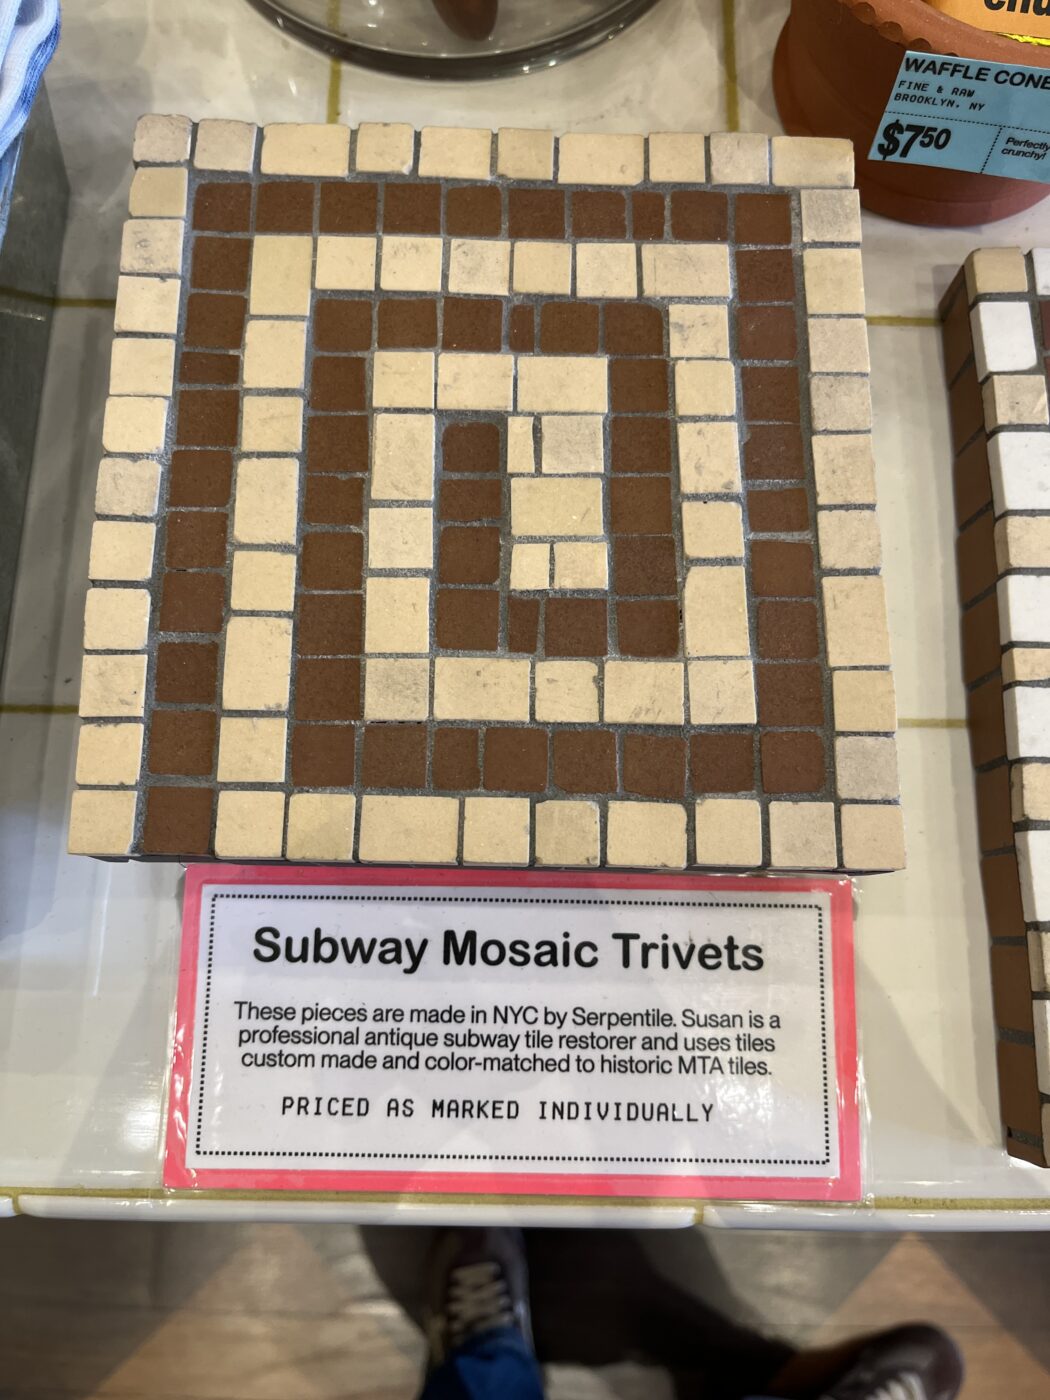 WAFFLE CONE
FINE & RAW
BROOKLYN, NY
$750
Perfectly
crunchy!
Subway Mosaic Trivets
These pieces are made in NYC by Serpentile. Susan is a
professional antique subway tile restorer and uses tiles
custom made and color-matched to historic MTA tiles.
PRICED AS MARKED INDIVIDUALLY